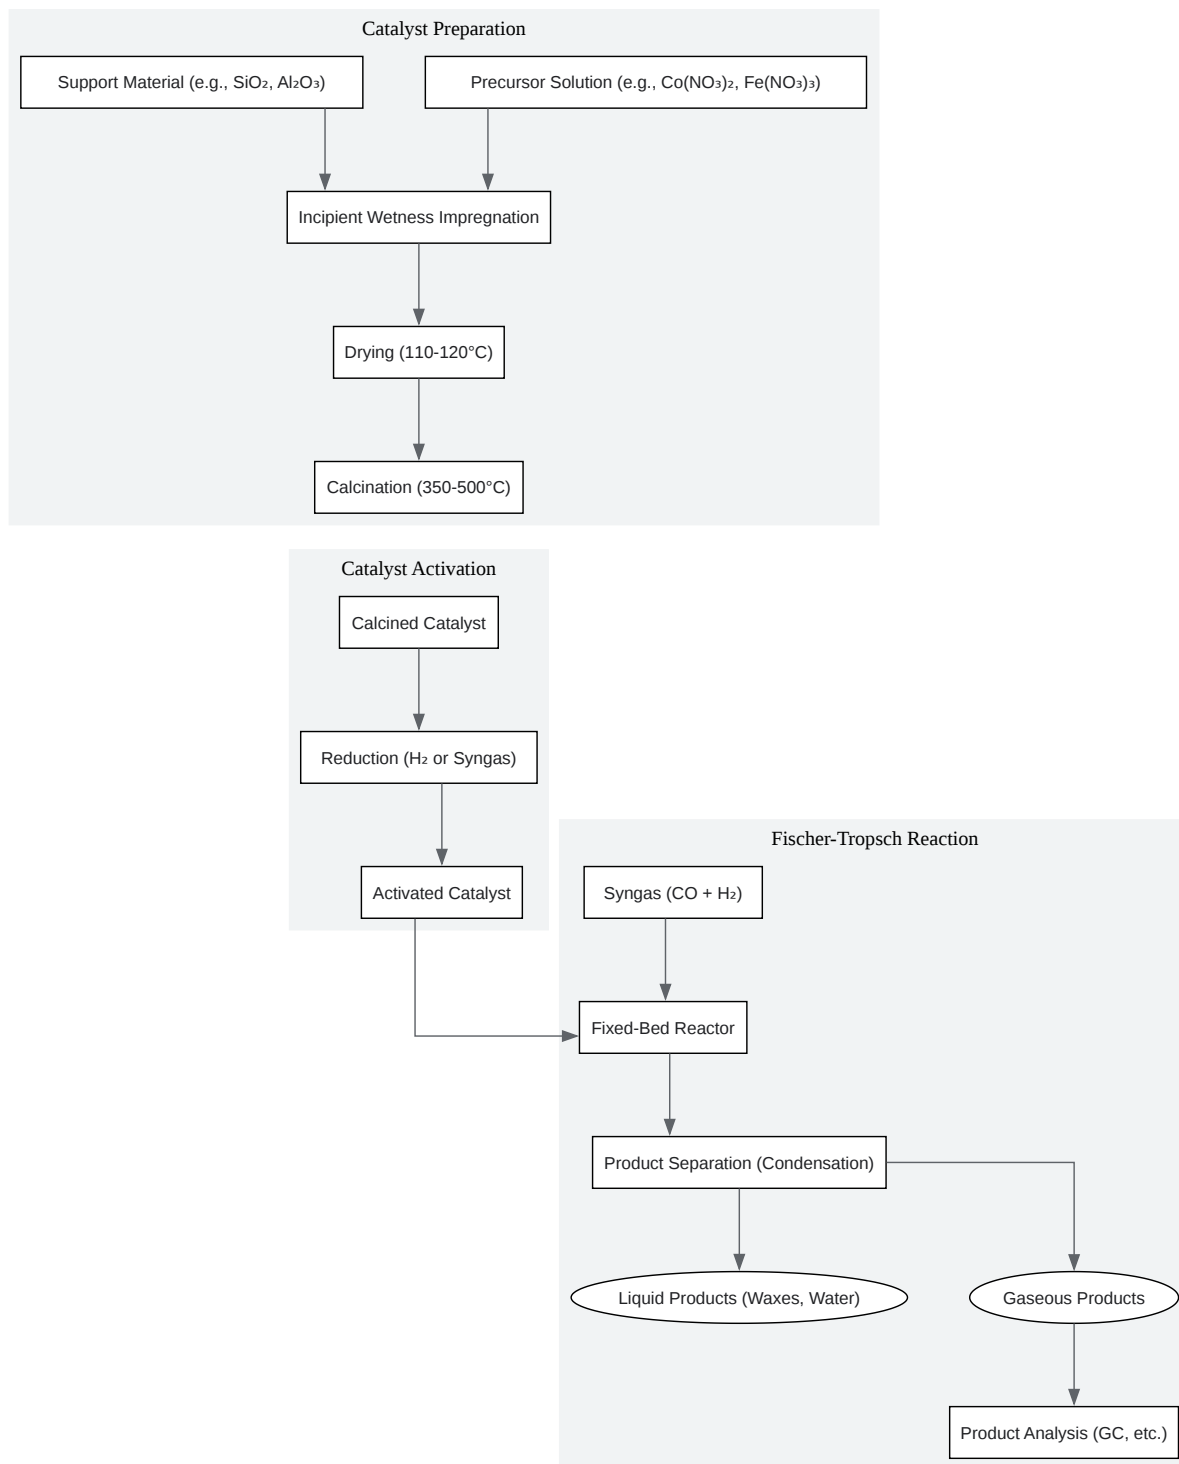 Catalyst Preparation
Support Material (e.g., SiO₂, Al₂O₃)
Precursor Solution (e.g., Co(NO₃)₂, Fe(NO₃)₃)
Incipient Wetness Impregnation
Drying (110-120°C)
Calcination (350-500°C)
Catalyst Activation
Calcined Catalyst
Reduction (H₂ or Syngas)
Activated Catalyst
Fischer-Tropsch Reaction
Syngas (CO + H₂)
Fixed-Bed Reactor
Product Separation (Condensation)
Liquid Products (Waxes, Water)
Gaseous Products
Product Analysis (GC, etc.)